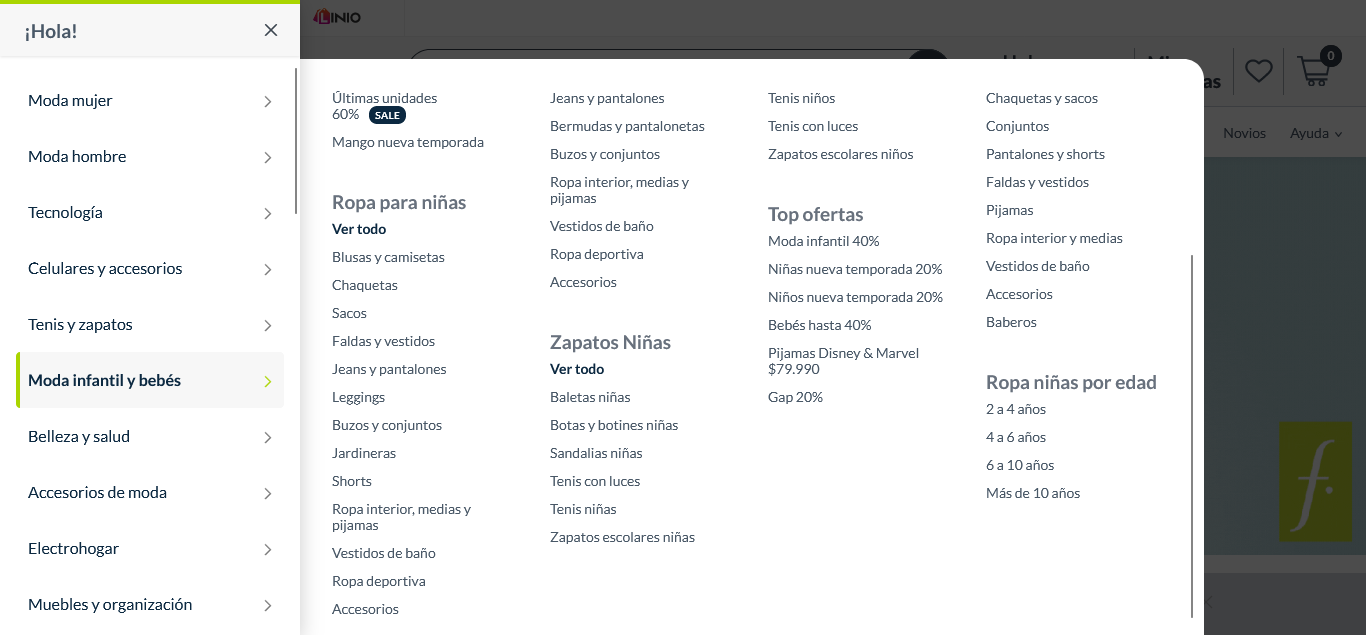 ¡Hola!
Moda mujer
Moda hombre
Tecnología
Celulares y accesorios
Tenis y zapatos
Moda infantil y bebés
Belleza y salud
Accesorios de moda
Electrohogar
Muebles y organización
LINIO
0
Novios
Ayuda
Últimas unidades
60% SALE
Mango nueva temporada
Ropa para niñas
Ver todo
Blusas y camisetas
Chaquetas
Sacos
Faldas y vestidos
Jeans y pantalones
Leggings
Buzos y conjuntos
Jardineras
Shorts
Ropa interior, medias y
pijamas
Vestidos de baño
Ropa deportiva
Accesorios
Jeans y pantalones
Bermudas y pantalonetas
Buzos y conjuntos
Ropa interior, medias y
pijamas
Vestidos de baño
Ropa deportiva
Accesorios
Zapatos Niñas
Ver todo
Baletas niñas
Botas y botines niñas
Sandalias niñas
Tenis con luces
Tenis niñas
Zapatos escolares niñas
Tenis niños
Tenis con luces
Zapatos escolares niños
Top ofertas
Moda infantil 40%
Niñas nueva temporada 20%
Niños nueva temporada 20%
Bebés hasta 40%
Pijamas Disney & Marvel
$79.990
Gap 20%
Chaquetas y sacos
Conjuntos
Pantalones y shorts
Faldas y vestidos
Pijamas
Ropa interior y medias
Vestidos de baño
Accesorios
Baberos
Ropa niñas por edad
2 a 4 años
4 a 6 años
6 a 10 años
Más de 10 años
f.